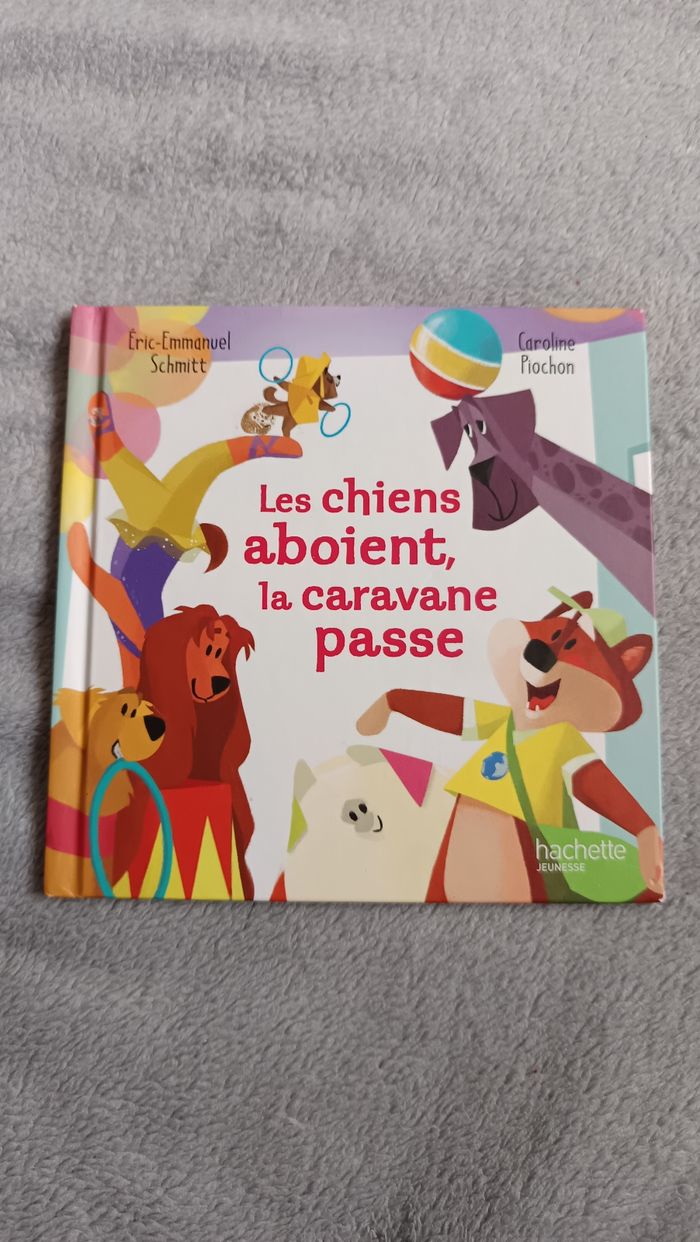 Éric-Emmanuel
Schmitt
Caroline
Piochon
Les chiens
aboient,
la caravane
passe
hachette
JEUNESSE